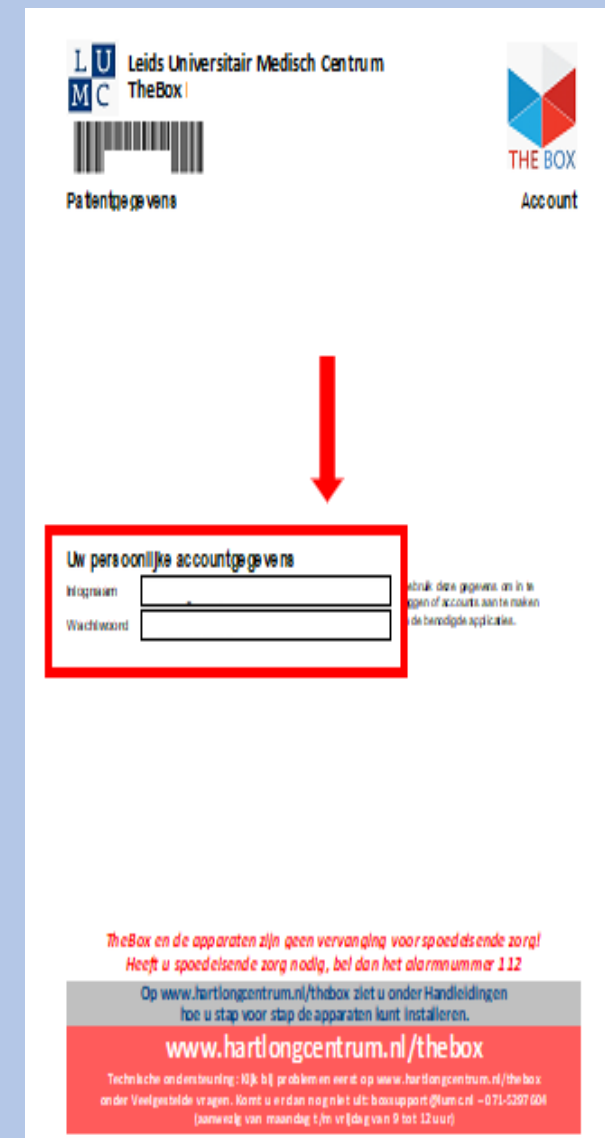 L U
M C
Leids Universitair Medisch Centrum
TheBox
THE BOX
Patientgegevens
Account
Uw persoonlijke accountgegevens
Inlognaam
Wachtwoord
ebruik deze gegevens om in te
ggen of accounts aan te maken
de benodigde applicaties.
TheBox en de apparaten zijn geen vervanging voor spoedeisende zorg!
Heeft u spoedeisende zorg nodig, bel dan het alarmnummer 112
Op www.hartlongcentrum.nl/thebox ziet u onder Handleidingen
hoe u stap voor stap de apparaten kunt installeren.
www.hartlongcentrum.nl/thebox
Technische ondersteuning: Kijk bij problemen eerst op www.hartlongcentrum.nl/thebox
onder Veelgestelde vragen. Komt u er dan nog niet uit: boxsupport@lumc.nl – 071-5297604
(aanwezig van maandag t/m vrijdag van 9 tot 12 uur)